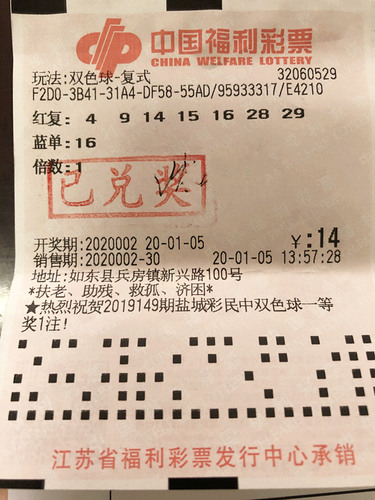 中国福利彩票
CHINA WELFARE LOTTERY
玩法:双色球-复式 32060529
F2D0-3B41-31A4-DF58-55AD/95933317/E4210
红复: 4 9 14 15 16 28 29
蓝单:16
倍数:1
已兑奖
开奖期:2020002 20-01-05 ￥:14
销售期:2020002-30 20-01-05 13:57:28
地址:如东县兵房镇新兴路100号
*扶老、助残、救孤、济困*
★热烈祝贺2019149期盐城彩民中双色球一等
奖1注!
江苏省福利彩票发行中心承销